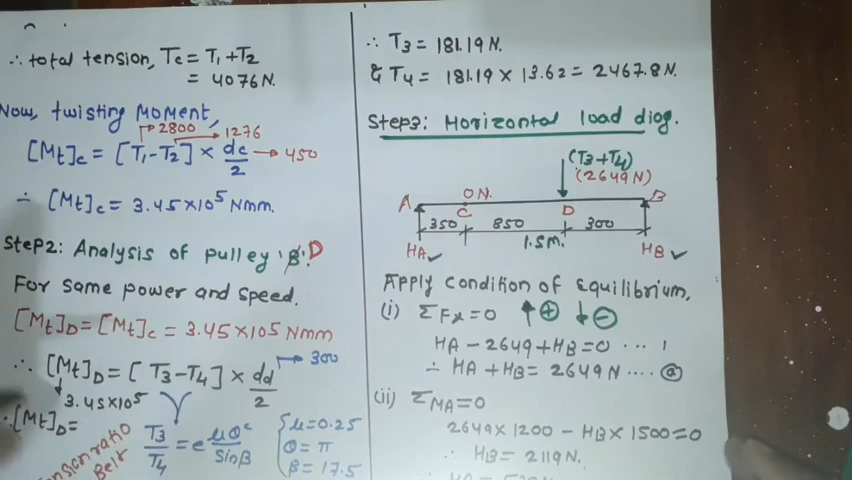 ∴ total tension, Tc = T1 + T2
= 4076 N.
Now, twisting Moment,
2800
1276
[Mt]c = [T1 - T2] × dc/2 → 450
∴ [Mt]c = 3.45 × 10^5 Nmm.
Step2: Analysis of pulley 'B' D
For same power and speed.
[Mt]D = [Mt]c = 3.45 × 10^5 Nmm
∴ [Mt]D = [T3 - T4] × dd/2 → 300
3.45 × 10^5
∴ [Mt]D =
Tension ratio
Belt
T3/T4 = e^(μθ^c/sinβ)
μ = 0.25
θ = π
β = 17.5
∴ T3 = 181.19 N.
& T4 = 181.19 × 13.62 = 2467.8 N.
Step3: Horizontal load diag.
(T3+T4)
(2649 N)
A ON. B
C D
350 850 300
1.5m.
HA HB
Apply condition of equilibrium,
(i) ΣFx = 0 ↑ ⊕ ↓ ⊖
HA - 2649 + HB = 0 ... 1
∴ HA + HB = 2649 N .... (a)
(ii) ΣMA = 0
2649 × 1200 - HB × 1500 = 0
∴ HB = 2119 N.